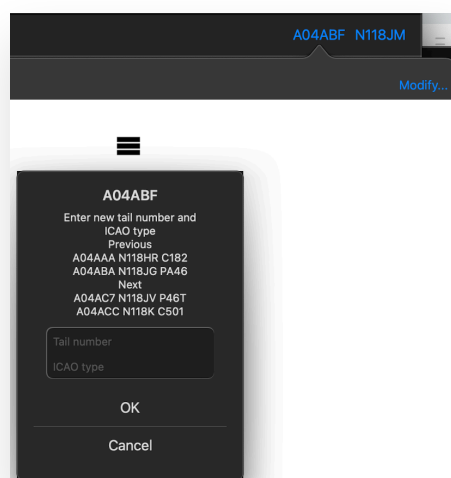 A04ABF N118JM
Modify...
A04ABF
Enter new tail number and
ICAO type
Previous
A04AAA N118HR C182
A04ABA N118JG PA46
Next
A04AC7 N118JV P46T
A04ACC N118K C501
Tail number
ICAO type
OK
Cancel